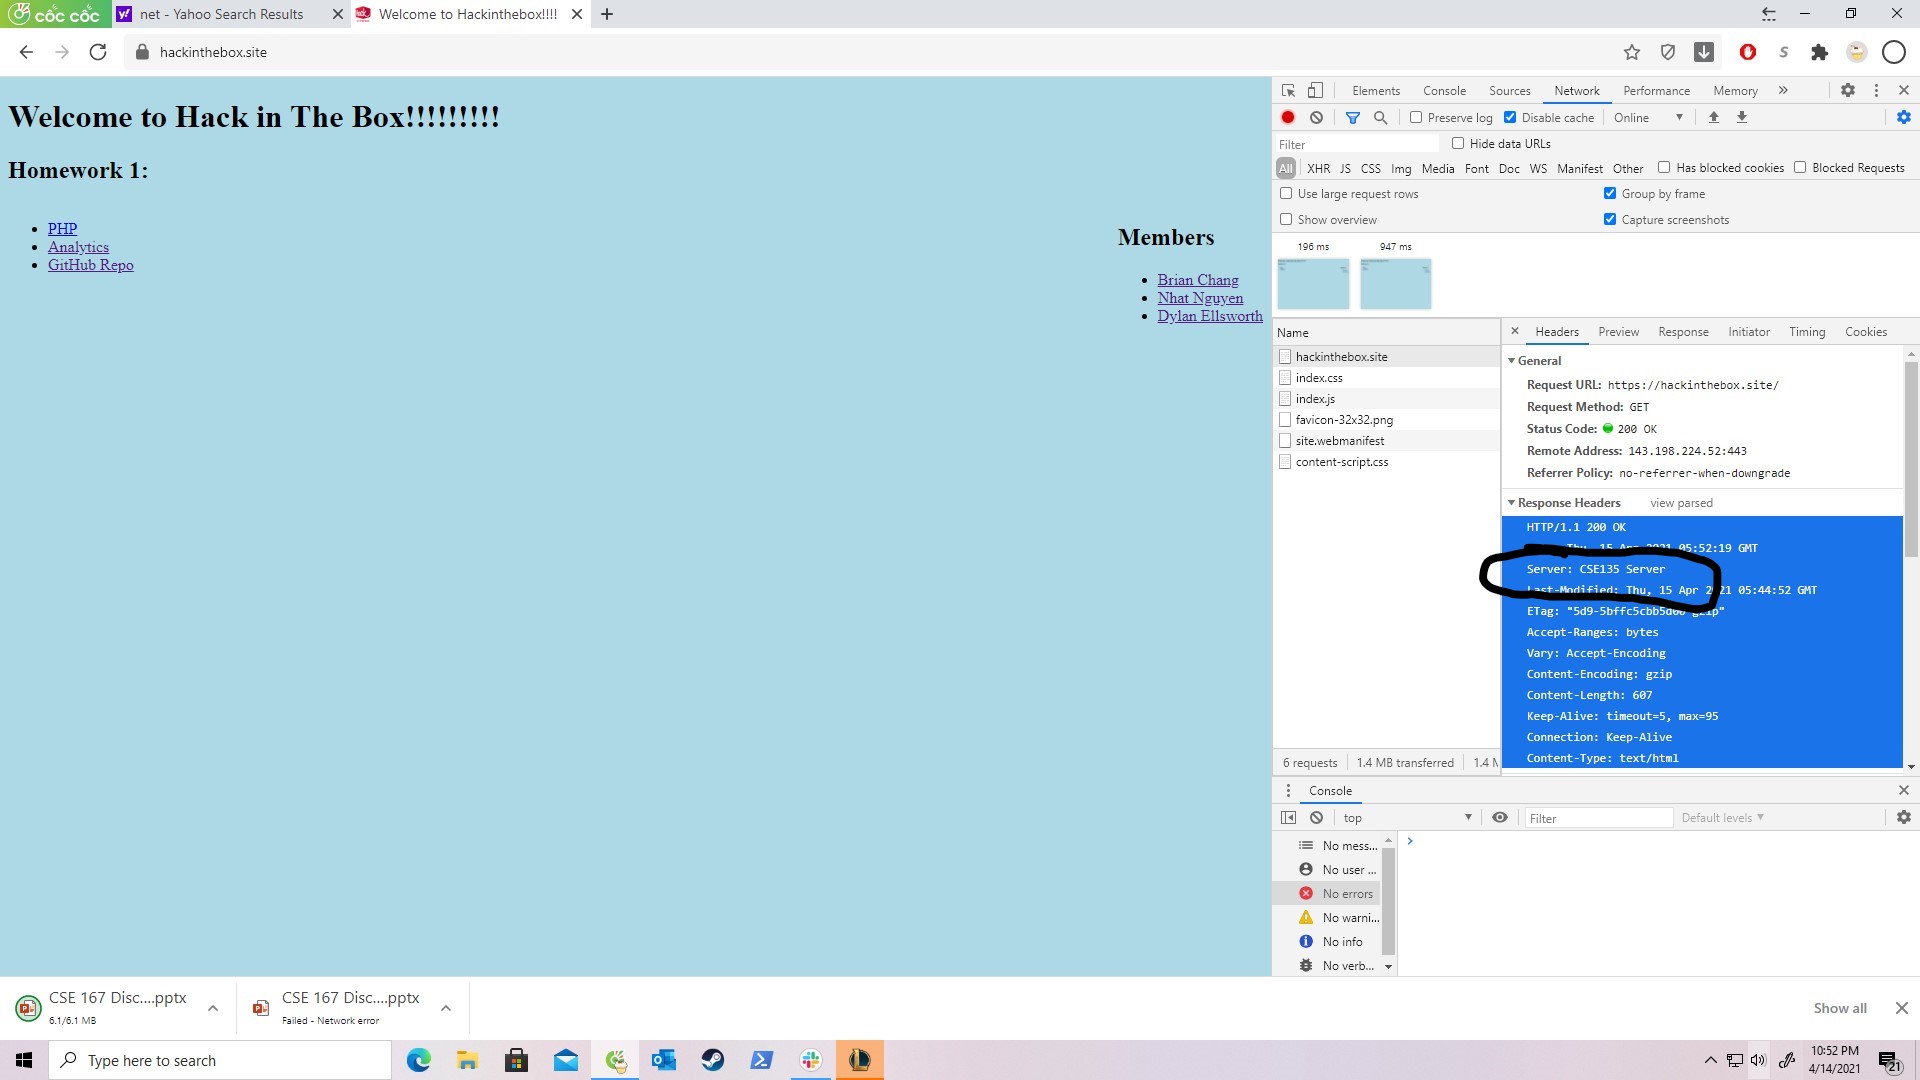 cốc cốc
net - Yahoo Search Results
Welcome to Hackinthebox!!!!
hackinthebox.site
Welcome to Hack in The Box!!!!!!!!!
Homework 1:
PHP
Analytics
GitHub Repo
Members
Brian Chang
Nhat Nguyen
Dylan Ellsworth
Elements Console Sources Network Performance Memory
Preserve log Disable cache Online
Filter Hide data URLs
All XHR JS CSS Img Media Font Doc WS Manifest Other Has blocked cookies Blocked Requests
Use large request rows Group by frame
Show overview Capture screenshots
196 ms 947 ms
Name
hackinthebox.site
index.css
index.js
favicon-32x32.png
site.webmanifest
content-script.css
6 requests 1.4 MB transferred 1.4 M
Headers Preview Response Initiator Timing Cookies
General
Request URL: https://hackinthebox.site/
Request Method: GET
Status Code: 200 OK
Remote Address: 143.198.224.52:443
Referrer Policy: no-referrer-when-downgrade
Response Headers view parsed
HTTP/1.1 200 OK
Thu, 15 Apr 2021 05:52:19 GMT
Server: CSE135 Server
Last-Modified: Thu, 15 Apr 2021 05:44:52 GMT
ETag:
Accept-Ranges: bytes
Vary: Accept-Encoding
Content-Encoding: gzip
Content-Length: 607
Keep-Alive: timeout=5, max=95
Connection: Keep-Alive
Content-Type: text/html
Console
top Filter Default levels
No mess...
No user ...
No errors
No warni...
No info
No verb...
CSE 167 Disc....pptx
6.1/6.1 MB
CSE 167 Disc....pptx
Failed - Network error
Show all
Type here to search
10:52 PM
4/14/2021
21